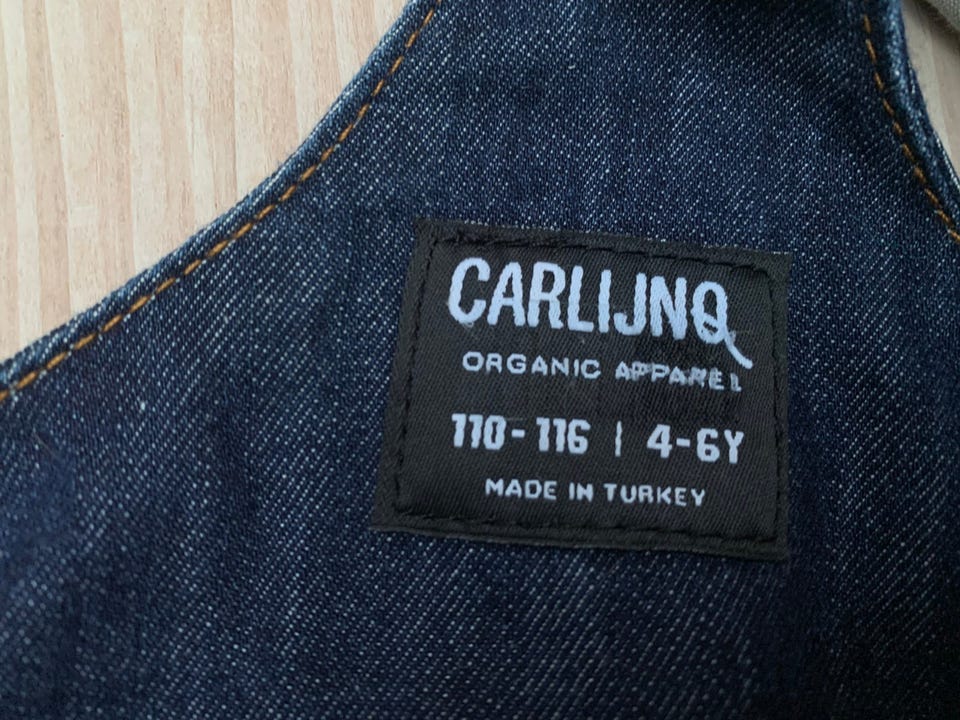 CARLIJNQ
ORGANIC APPAREL
110-116 | 4-6Y
MADE IN TURKEY